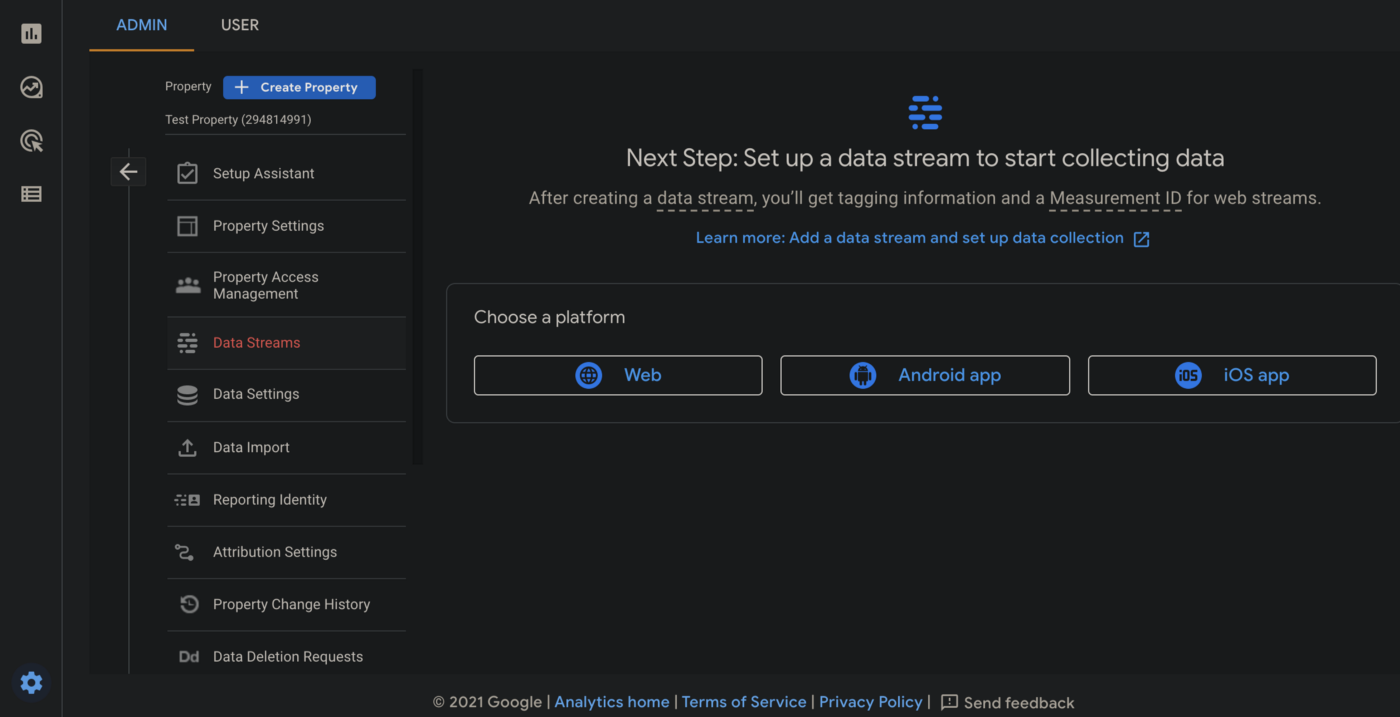 ADMIN
USER
Property
Create Property
Test Property (294814991)
Setup Assistant
Property Settings
Property Access
Management
Data Streams
Data Settings
Data Import
Reporting Identity
Attribution Settings
Property Change History
Dd Data Deletion Requests
Next Step: Set up a data stream to start collecting data
After creating a data stream, you’ll get tagging information and a Measurement ID for web streams.
Learn more: Add a data stream and set up data collection
Choose a platform
Web
Android app
iOS iOS app
© 2021 Google | Analytics home | Terms of Service | Privacy Policy | Send feedback